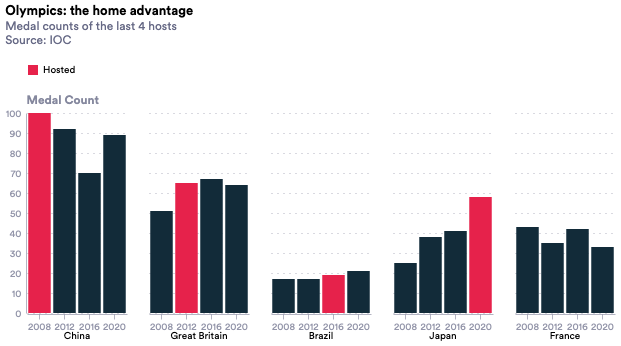 Olympics: the home advantage
Medal counts of the last 4 hosts
Source: IOC
Hosted
Medal Count
100
90
80
70
60
50
40
30
20
10
0
2008 2012 2016 2020 2008 2012 2016 2020 2008 2012 2016 2020 2008 2012 2016 2020 2008 2012 2016 2020
China Great Britain Brazil Japan France